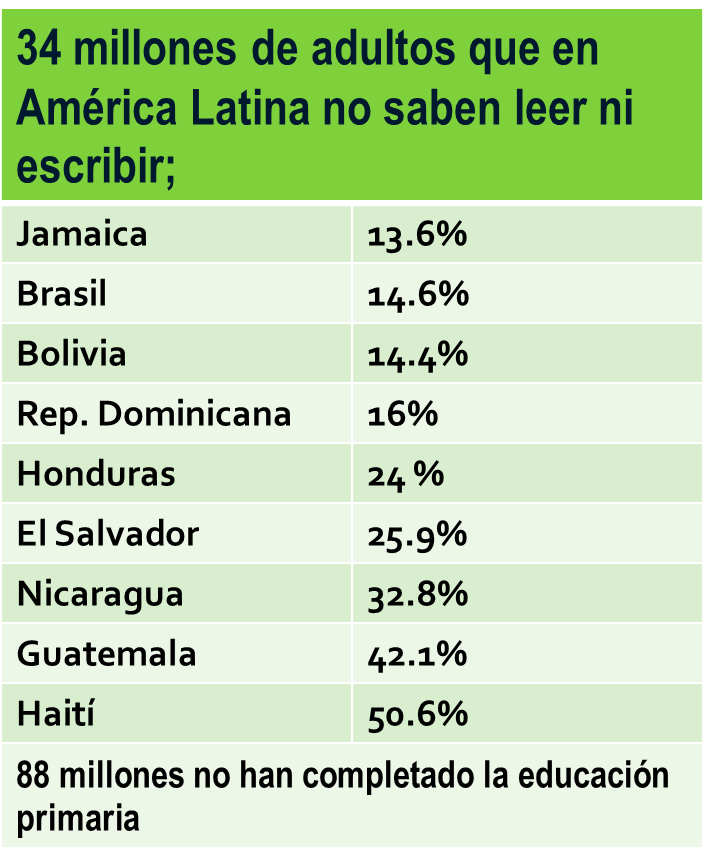 34 millones de adultos que en
América Latina no saben leer ni
escribir;
Jamaica 13.6%
Brasil 14.6%
Bolivia 14.4%
Rep. Dominicana 16%
Honduras 24 %
El Salvador 25.9%
Nicaragua 32.8%
Guatemala 42.1%
Haití 50.6%
88 millones no han completado la educación
primaria